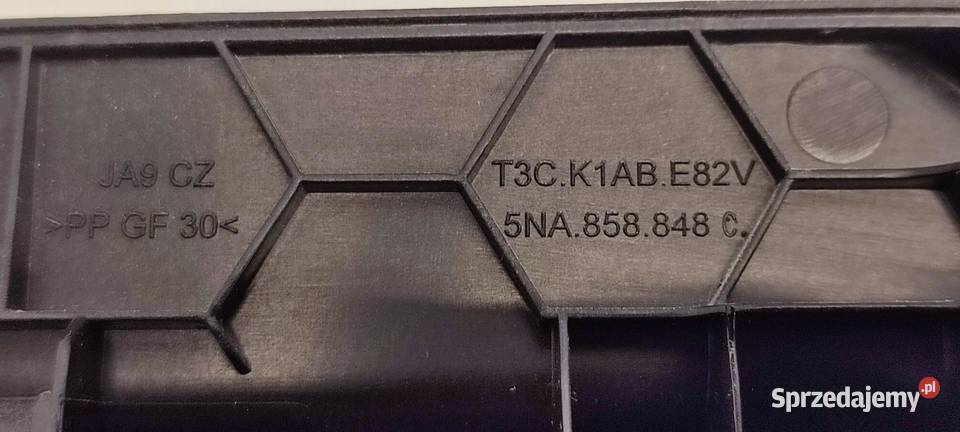 JA9 CZ
>PP GF 30<
T3C.K1AB.E82V
5NA.858.848 C.
Sprzedajemy.pl